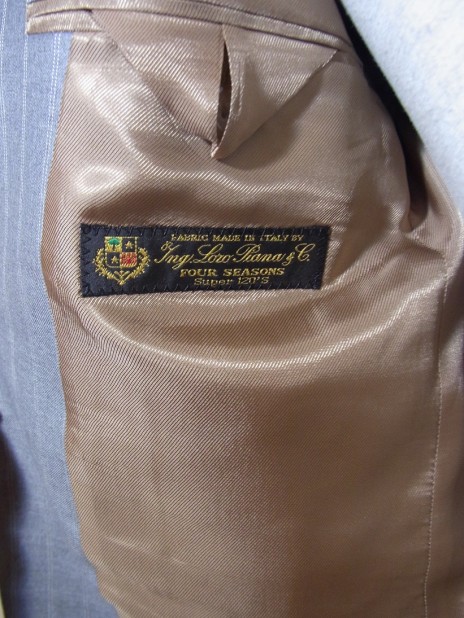 FABRIC MADE IN ITALY BY
Ing. Loro Piana & C.
FOUR SEASONS
Super 120's